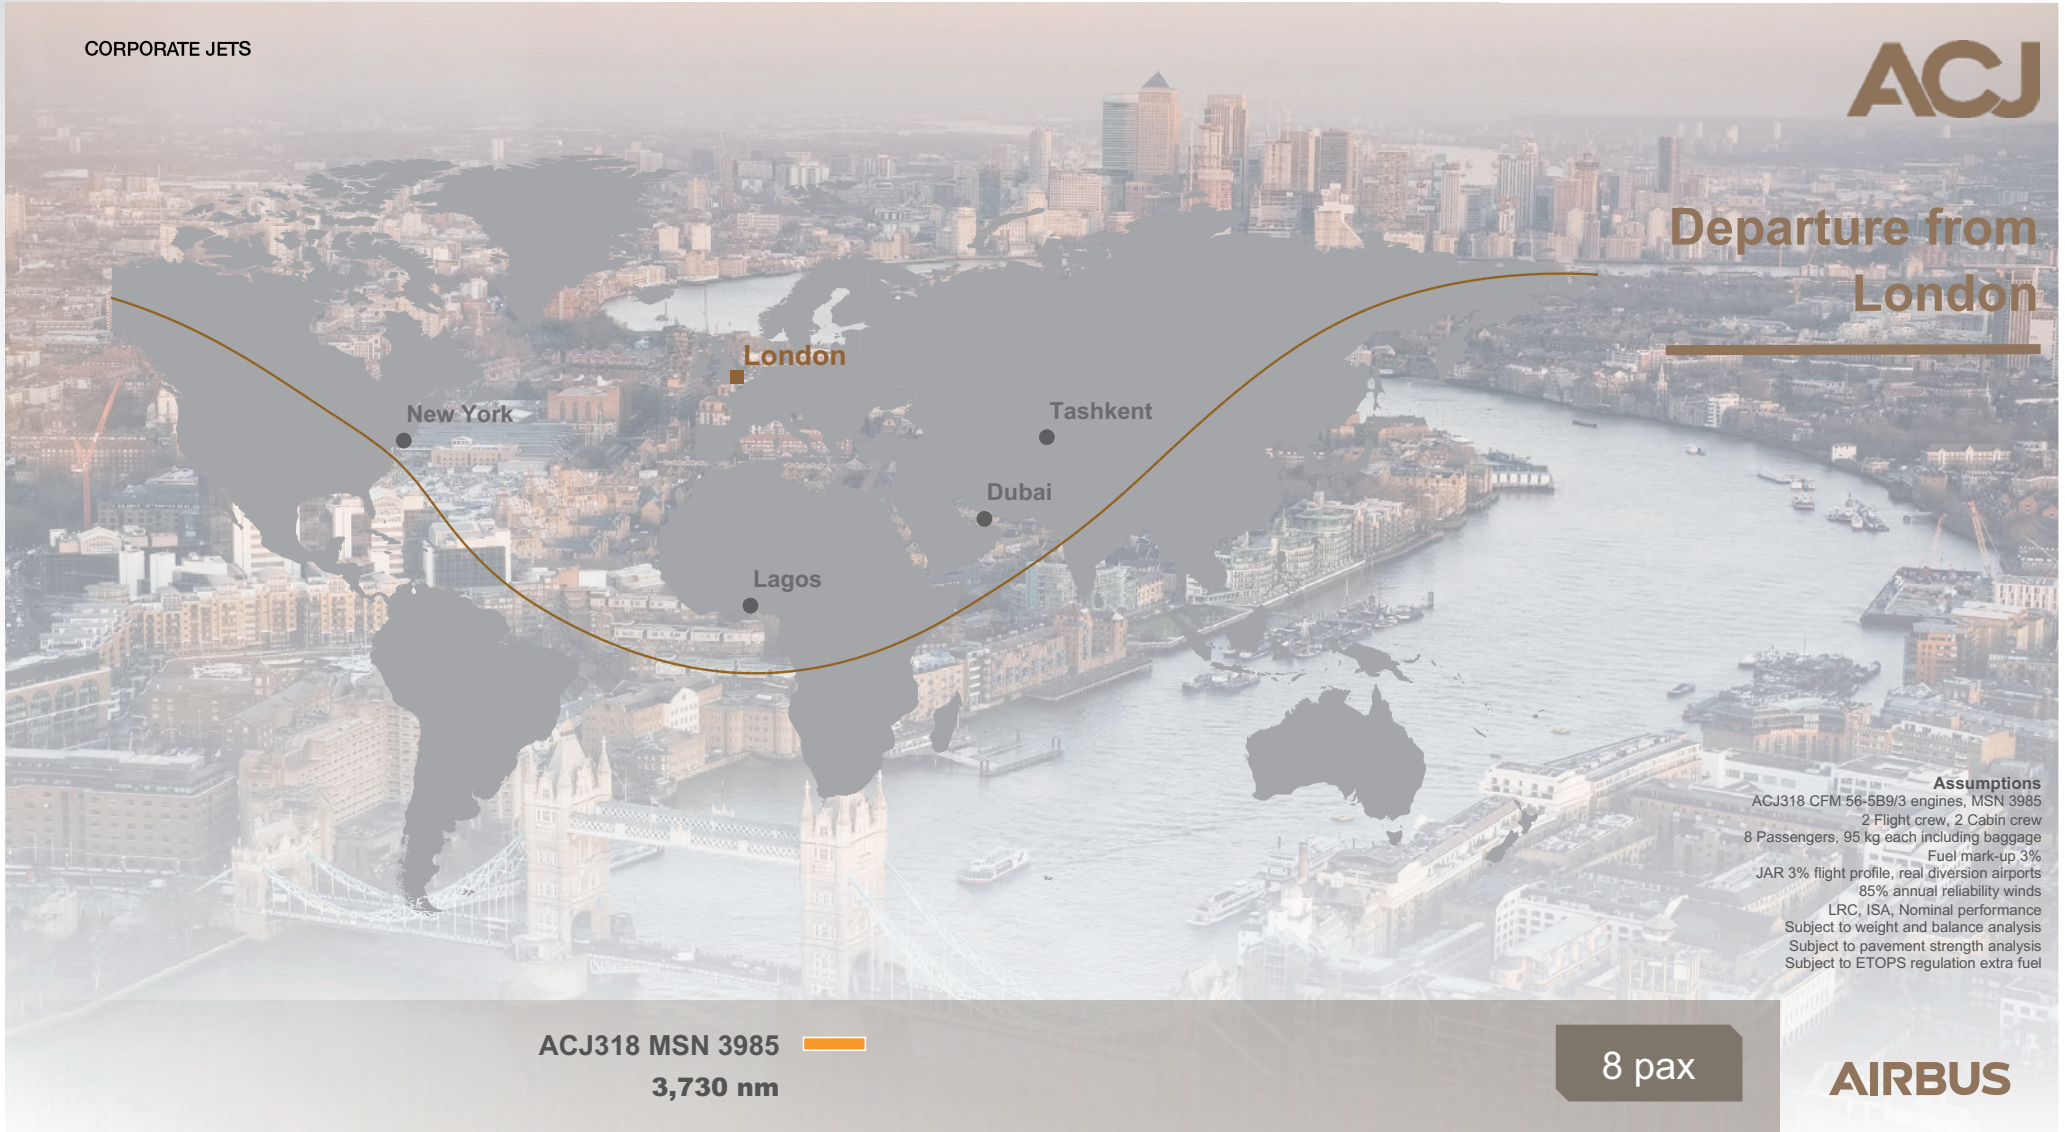 CORPORATE JETS
ACJ
Departure from
London
London
New York
Tashkent
Dubai
Lagos
Assumptions
ACJ318 CFM 56-5B9/3 engines, MSN 3985
2 Flight crew, 2 Cabin crew
8 Passengers, 95 kg each including baggage
Fuel mark-up 3%
JAR 3% flight profile, real diversion airports
85% annual reliability winds
LRC, ISA, Nominal performance
Subject to weight and balance analysis
Subject to pavement strength analysis
Subject to ETOPS regulation extra fuel
ACJ318 MSN 3985
3,730 nm
8 pax
AIRBUS